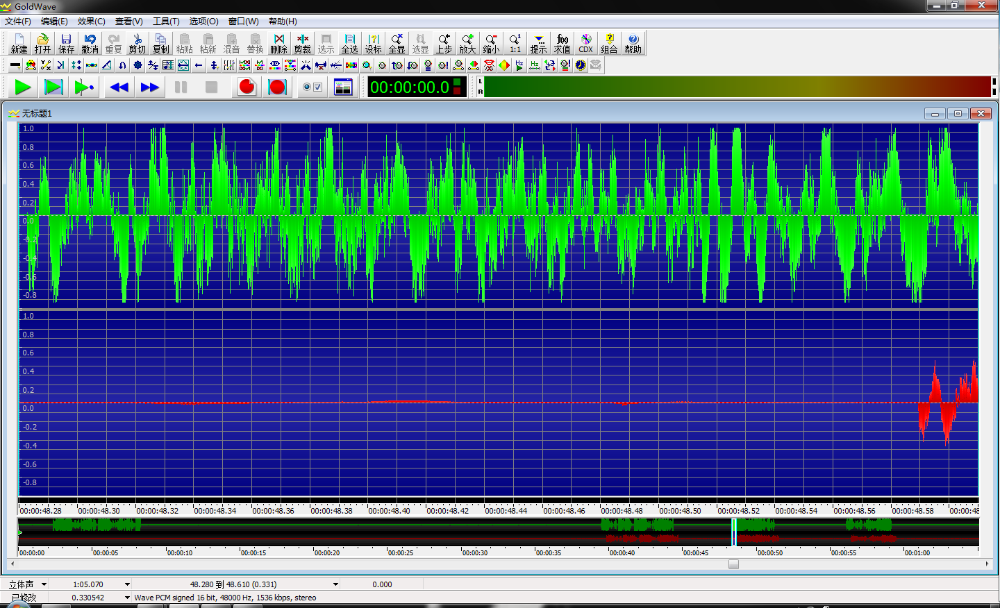 GoldWave
文件(F) 编辑(E) 效果(C) 查看(V) 工具(T) 选项(O) 窗口(W) 帮助(H)
新建 打开 保存 撤消 重复 剪切 复制 粘贴 粘新 混音 替换 删除 剪裁 选示 全选 设标 全显 选显 上步 放大 缩小 1:1 提示 求值 CDX 组合 帮助
00:00:00.0
L
R
无标题1
1.0
0.8
0.6
0.4
0.2
0.0
-0.2
-0.4
-0.6
-0.8
1.0
0.8
0.6
0.4
0.2
0.0
-0.2
-0.4
-0.6
-0.8
00:00:48.28 00:00:48.30 00:00:48.32 00:00:48.34 00:00:48.36 00:00:48.38 00:00:48.40 00:00:48.42 00:00:48.44 00:00:48.46 00:00:48.48 00:00:48.50 00:00:48.52 00:00:48.54 00:00:48.56 00:00:48.58 00:00:48
00:00:00 00:00:05 00:00:10 00:00:15 00:00:20 00:00:25 00:00:30 00:00:35 00:00:40 00:00:45 00:00:50 00:00:55 00:01:00
立体声 1:05.070 48.280 到 48.610 (0.331) 0.000
已修改 0.330542 Wave PCM signed 16 bit, 48000 Hz, 1536 kbps, stereo